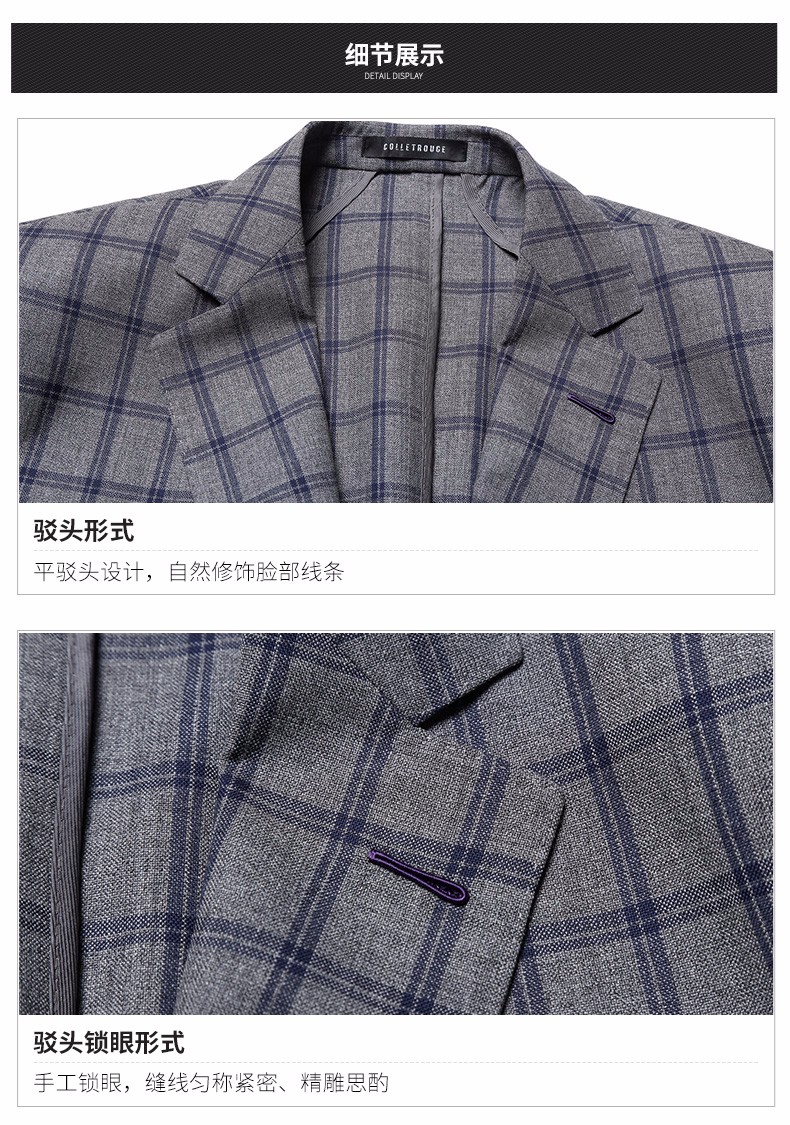 细节展示
DETAIL DISPLAY
COLLETROUGE
驳头形式
平驳头设计，自然修饰脸部线条
驳头锁眼形式
手工锁眼，缝线匀称紧密、精雕思酌